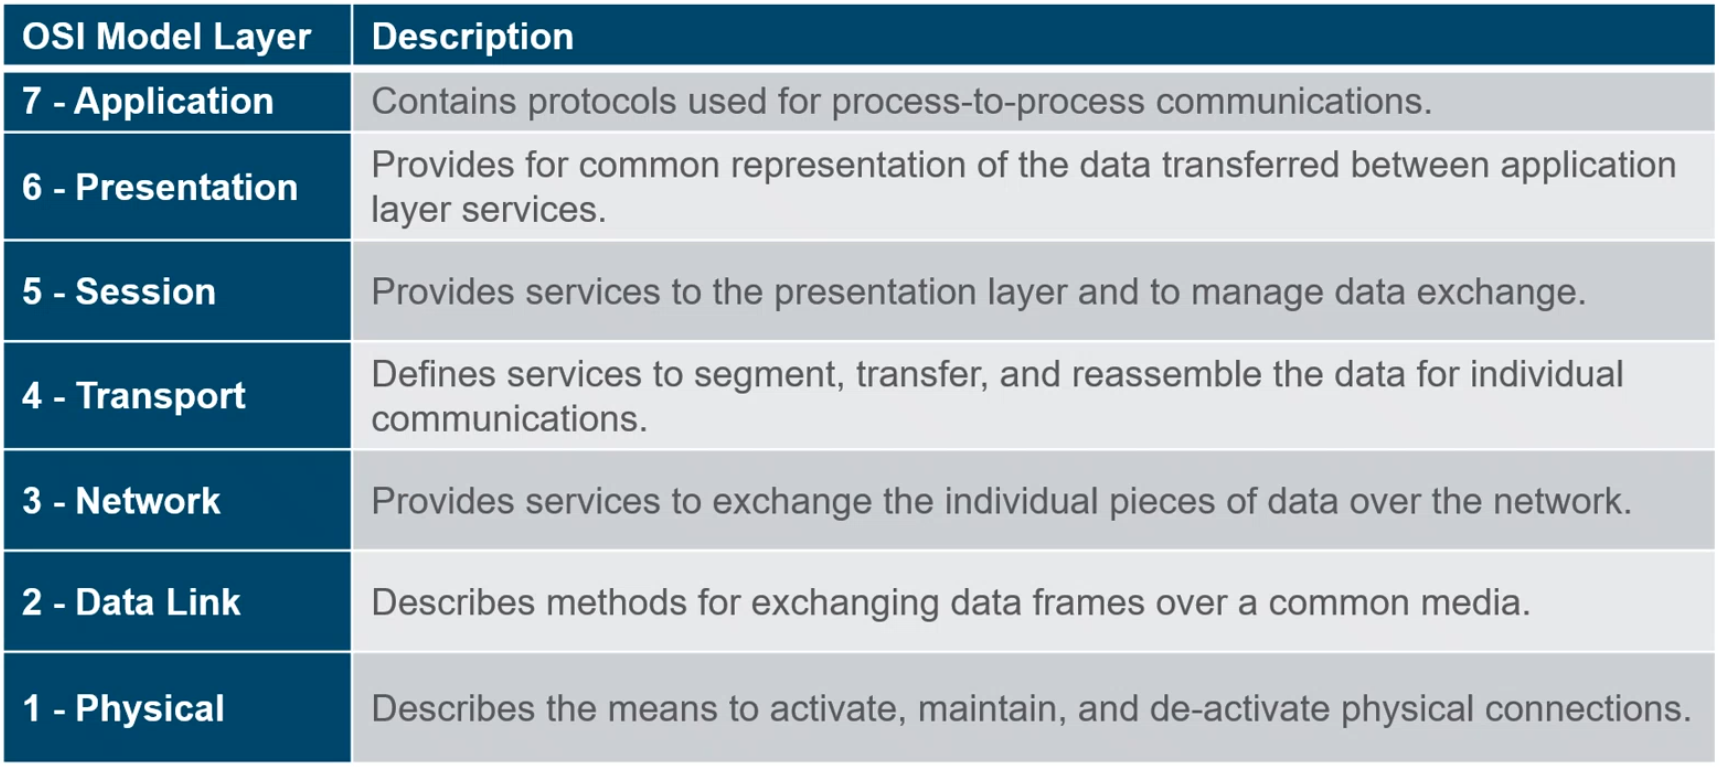 OSI Model Layer Description
7 - Application Contains protocols used for process-to-process communications.
6 - Presentation Provides for common representation of the data transferred between application
layer services.
5 - Session Provides services to the presentation layer and to manage data exchange.
4 - Transport Defines services to segment, transfer, and reassemble the data for individual
communications.
3 - Network Provides services to exchange the individual pieces of data over the network.
2 - Data Link Describes methods for exchanging data frames over a common media.
1 - Physical Describes the means to activate, maintain, and de-activate physical connections.